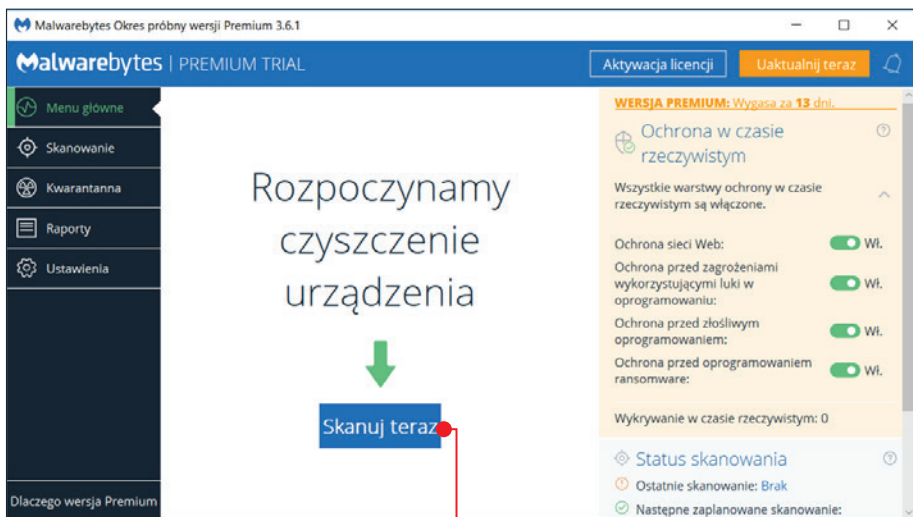 Malwarebytes Okres próbny wersji Premium 3.6.1
Malwarebytes | PREMIUM TRIAL
Aktywacja licencji
Uaktualnij teraz
Menu główne
Skanowanie
Kwarantanna
Raporty
Ustawienia
Dlaczego wersja Premium
Rozpoczynamy
czyszczenie
urządzenia
Skanuj teraz
WERSJA PREMIUM: Wygasa za 13 dni.
Ochrona w czasie
rzeczywistym
Wszystkie warstwy ochrony w czasie
rzeczywistym są włączone.
Ochrona sieci Web: Wł.
Ochrona przed zagrożeniami
wykorzystującymi luki w Wł.
oprogramowaniu:
Ochrona przed złośliwym
oprogramowaniem: Wł.
Ochrona przed oprogramowaniem
ransomware: Wł.
Wykrywanie w czasie rzeczywistym: 0
Status skanowania
Ostatnie skanowanie: Brak
Następne zaplanowane skanowanie: